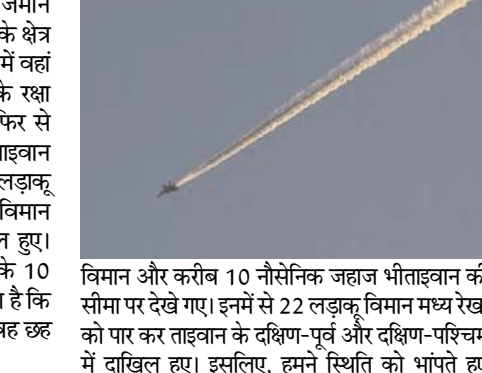 के क्षेत्र
में वहां
के रक्षा
फिर से
ाइवान
लड़ाकू
विमान
हुए।
के 10
है कि
छह
विमान और करीब 10 नौसेनिक जहाज भीताइवान की
सीमा पर देखे गए। इनमें से 22 लड़ाकू विमान मध्य रेख
को पार कर ताइवान के दक्षिण-पूर्व और दक्षिण-पश्चिम
में दाखिल हुए। इसलिए, हमने स्थिति को भांपते हुए